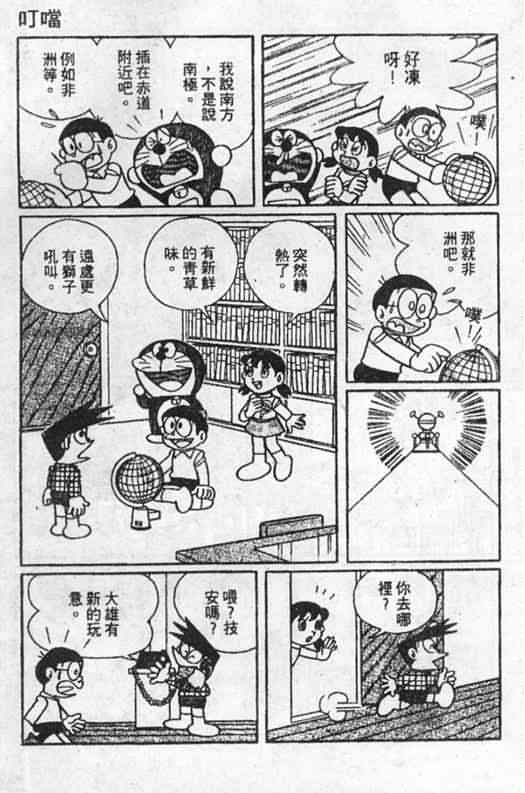 叮噹
好凍
呀！
噗！
我說南方
，不是說
南極。
插在赤道
附近吧。
例如非
洲等。
那就非
洲吧。
噗！
突然轉
熱了。
有新鮮
的青草
味。
遠處更
有獅子
吼叫。
你去哪
裡？
喂？技
安嗎？
大雄有
新的玩
意。